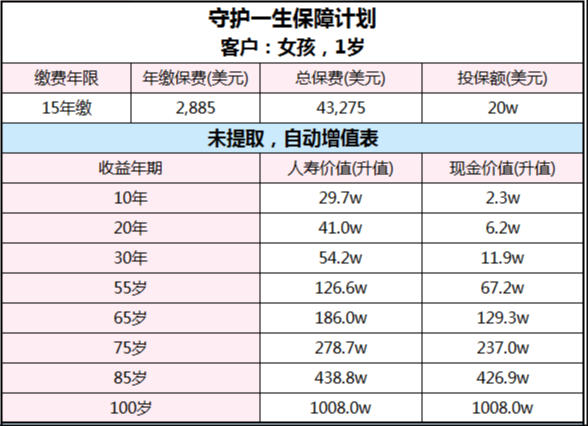 守护一生保障计划
客户：女孩，1岁
缴费年限 年缴保费(美元) 总保费(美元) 投保额(美元)
15年缴 2,885 43,275 20w
未提取，自动增值表
收益年期 人寿价值(升值) 现金价值(升值)
10年 29.7w 2.3w
20年 41.0w 6.2w
30年 54.2w 11.9w
55岁 126.6w 67.2w
65岁 186.0w 129.3w
75岁 278.7w 237.0w
85岁 438.8w 426.9w
100岁 1008.0w 1008.0w